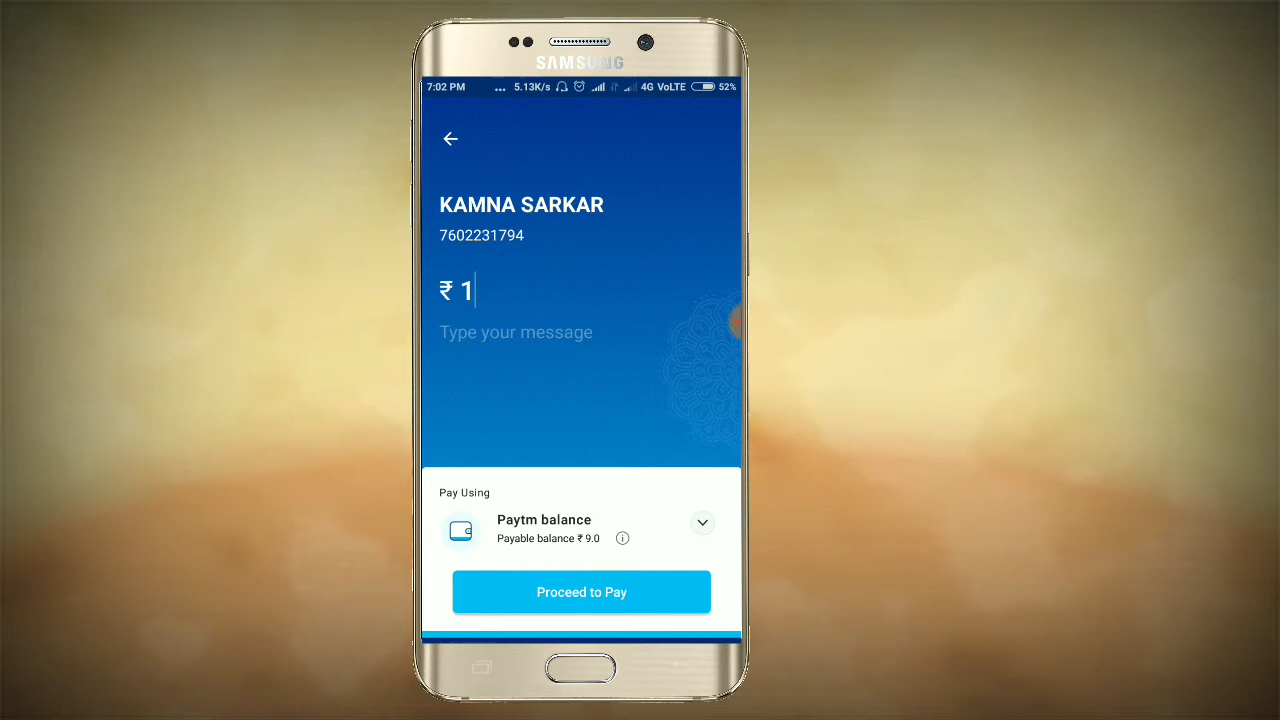 SAMSUNG
7:02 PM ... 5.13K/s 4G VoLTE 52%
KAMNA SARKAR
7602231794
₹ 1
Type your message
Pay Using
Paytm balance
Payable balance ₹ 9.0
Proceed to Pay